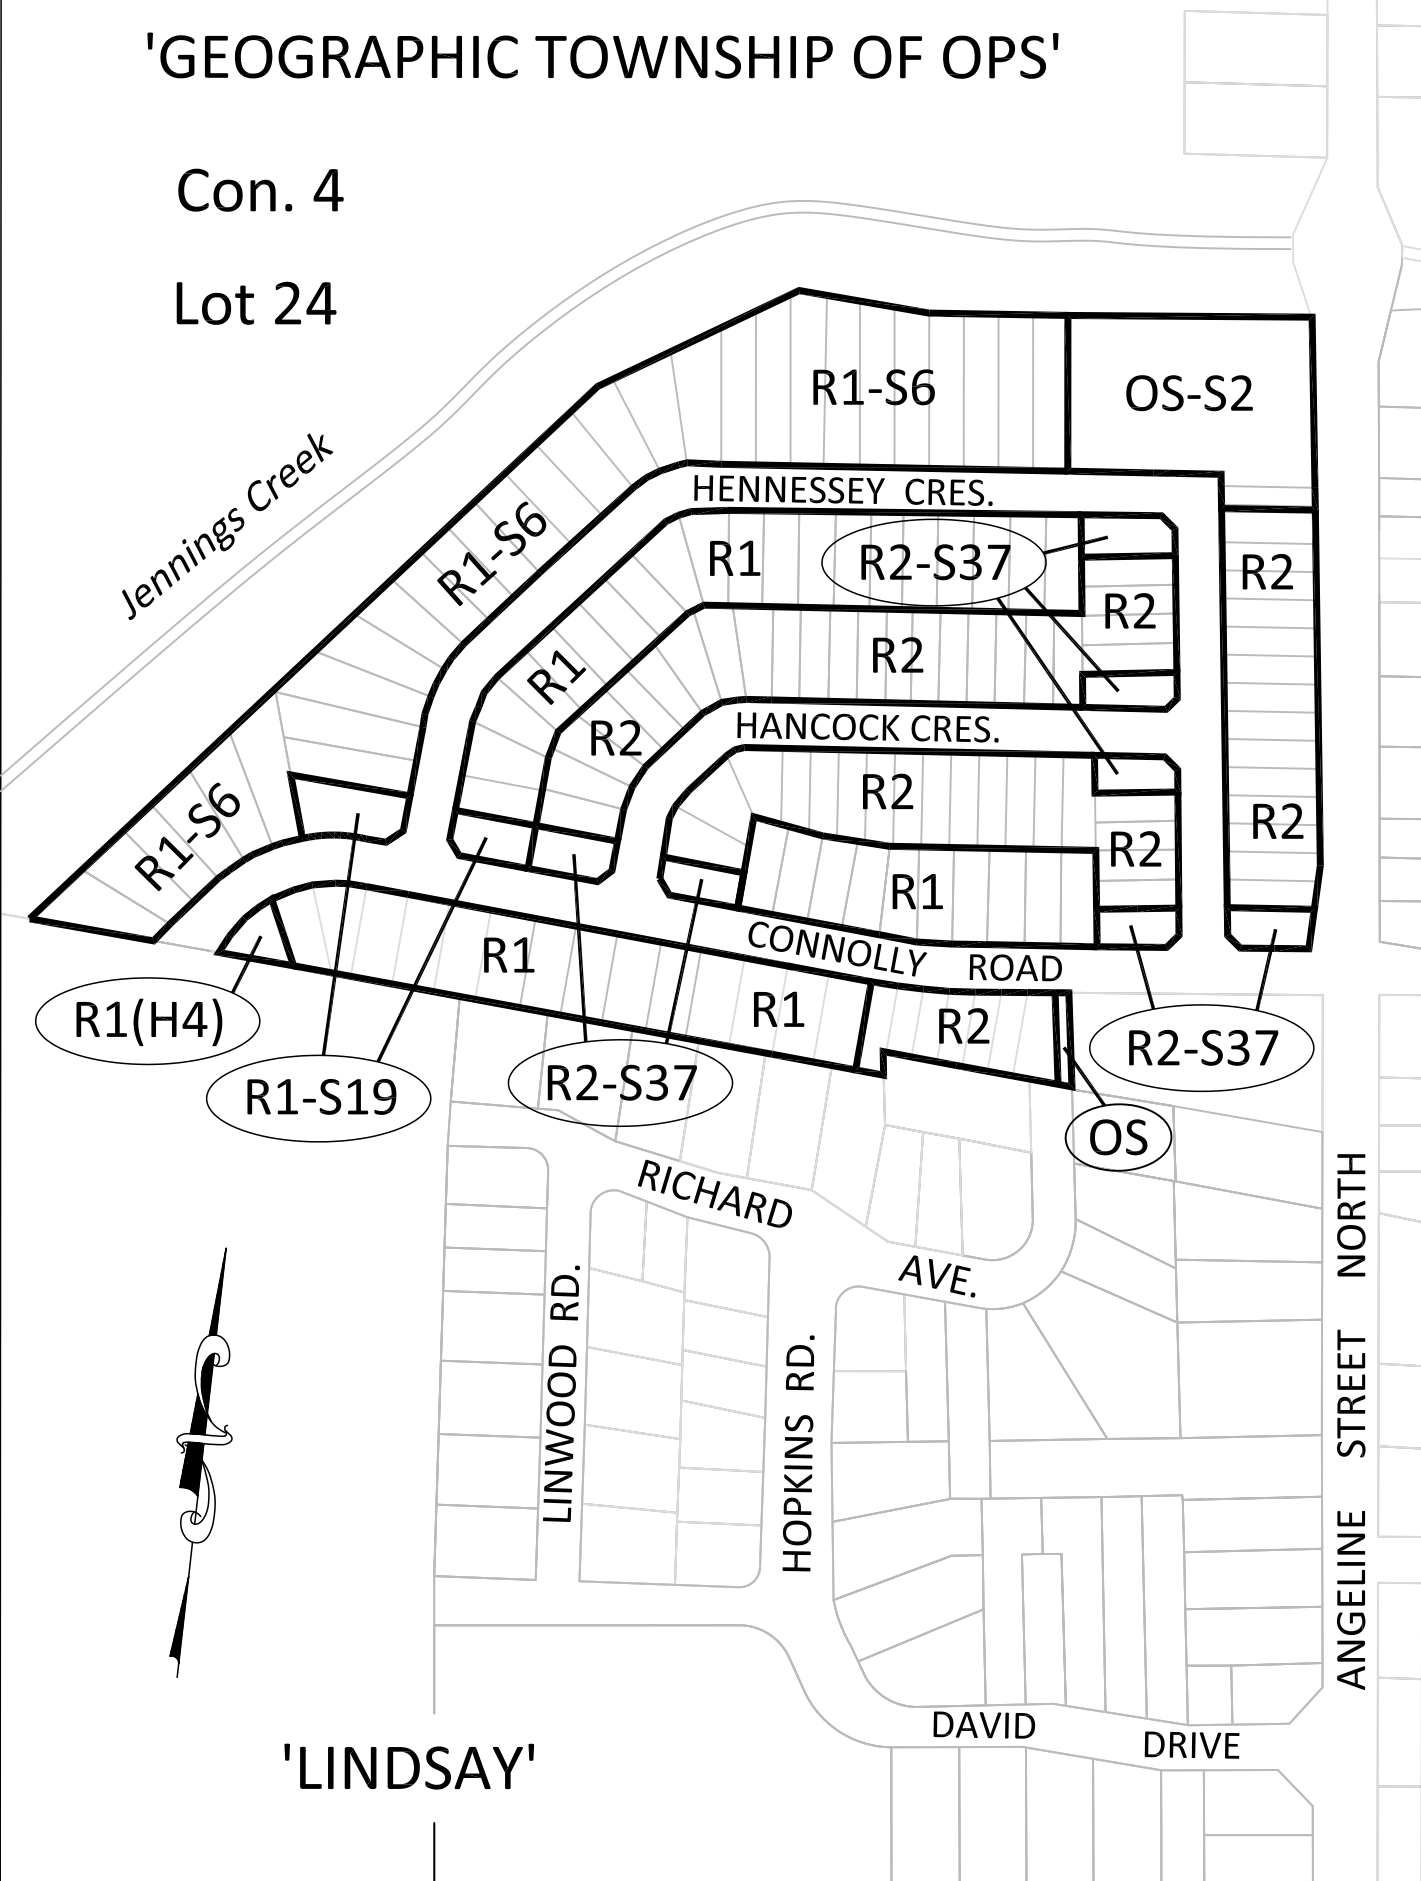 'GEOGRAPHIC TOWNSHIP OF OPS'
Con. 4
Lot 24
Jennings Creek
R1-S6
OS-S2
HENNESSEY CRES.
R1-S6
R1
R2-S37
R2
R2
R1
R2
R2
HANCOCK CRES.
R1-S6
R2
R2
R2
R1
CONNOLLY ROAD
R1
R1
R2
R1(H4)
R1-S19
R2-S37
R2-S37
OS
RICHARD AVE.
LINWOOD RD.
HOPKINS RD.
ANGELINE STREET NORTH
DAVID DRIVE
'LINDSAY'